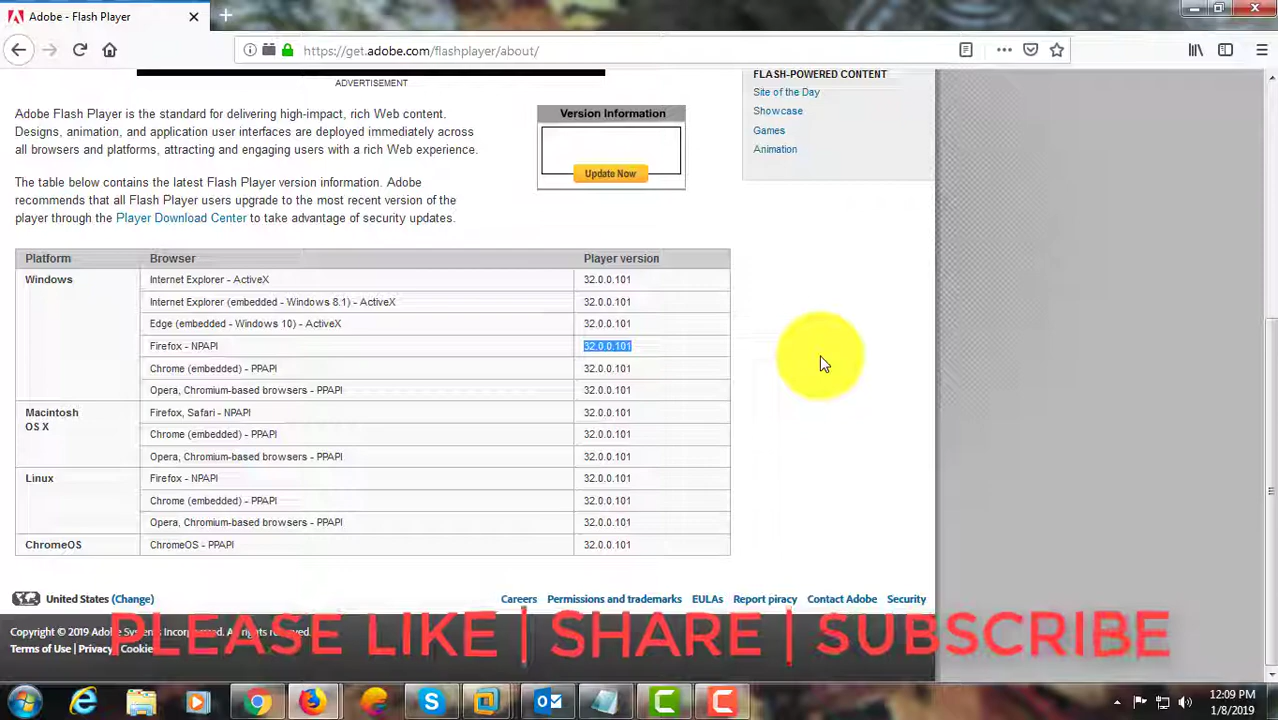 Adobe - Flash Player
https://get.adobe.com/flashplayer/about/
ADVERTISEMENT
FLASH-POWERED CONTENT
Site of the Day
Showcase
Games
Animation
Adobe Flash Player is the standard for delivering high-impact, rich Web content.
Designs, animation, and application user interfaces are deployed immediately across
all browsers and platforms, attracting and engaging users with a rich Web experience.
Version Information
Update Now
The table below contains the latest Flash Player version information. Adobe
recommends that all Flash Player users upgrade to the most recent version of the
player through the Player Download Center to take advantage of security updates.
Platform Browser Player version
Windows Internet Explorer - ActiveX 32.0.0.101
Internet Explorer (embedded - Windows 8.1) - ActiveX 32.0.0.101
Edge (embedded - Windows 10) - ActiveX 32.0.0.101
Firefox - NPAPI 32.0.0.101
Chrome (embedded) - PPAPI 32.0.0.101
Opera, Chromium-based browsers - PPAPI 32.0.0.101
Macintosh Firefox, Safari - NPAPI 32.0.0.101
OS X
Chrome (embedded) - PPAPI 32.0.0.101
Opera, Chromium-based browsers - PPAPI 32.0.0.101
Linux Firefox - NPAPI 32.0.0.101
Chrome (embedded) - PPAPI 32.0.0.101
Opera, Chromium-based browsers - PPAPI 32.0.0.101
ChromeOS ChromeOS - PPAPI 32.0.0.101
United States (Change) Careers Permissions and trademarks EULAs Report piracy Contact Adobe Security
Copyright © 2019 Adobe Systems Incorporated. All rights reserved.
Terms of Use | Privacy Cookie
PLEASE LIKE | SHARE | SUBSCRIBE
12:09 PM
1/8/2019